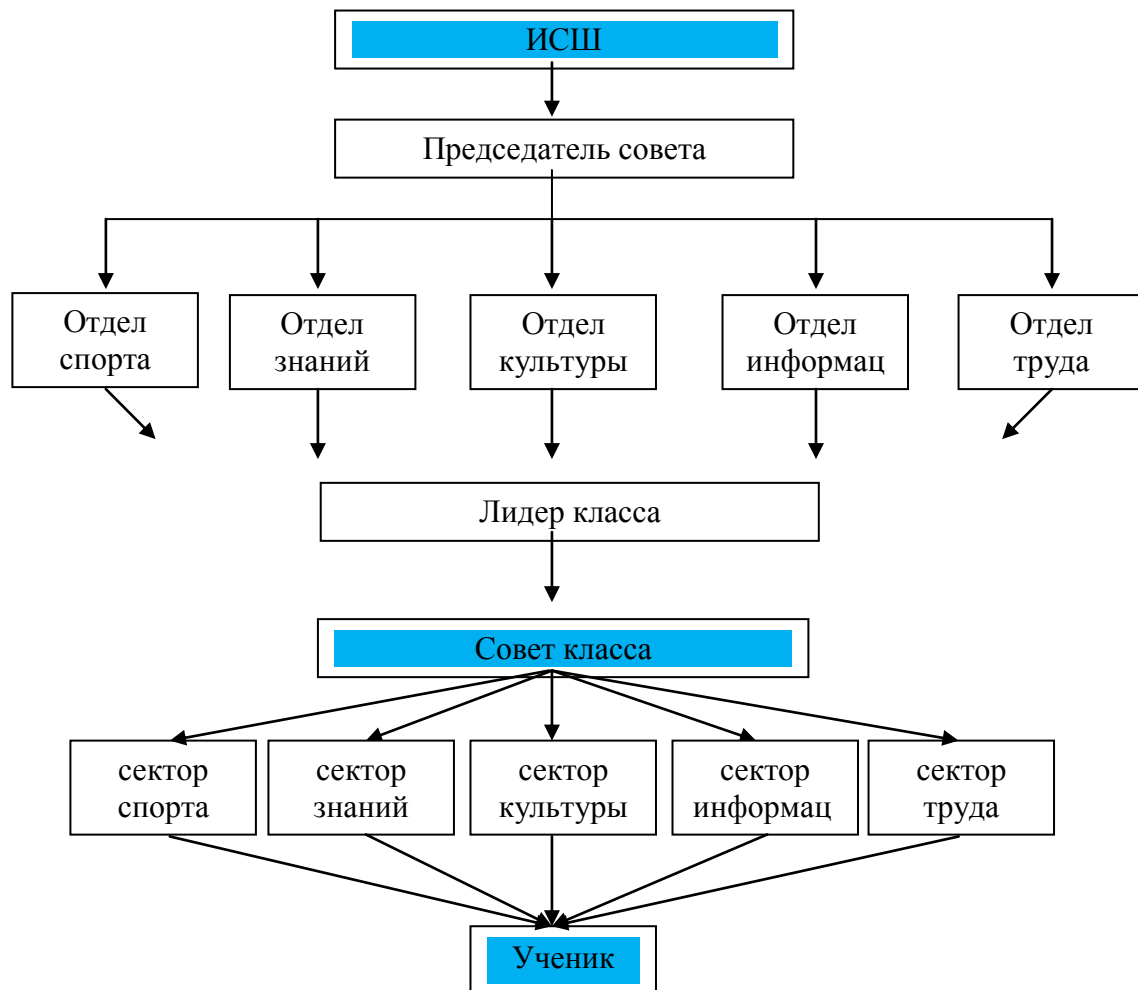 ИСШ
Председатель совета
Отдел
спорта
Отдел
знаний
Отдел
культуры
Отдел
информац
Отдел
труда
Лидер класса
Совет класса
сектор
спорта
сектор
знаний
сектор
культуры
сектор
информац
сектор
труда
Ученик